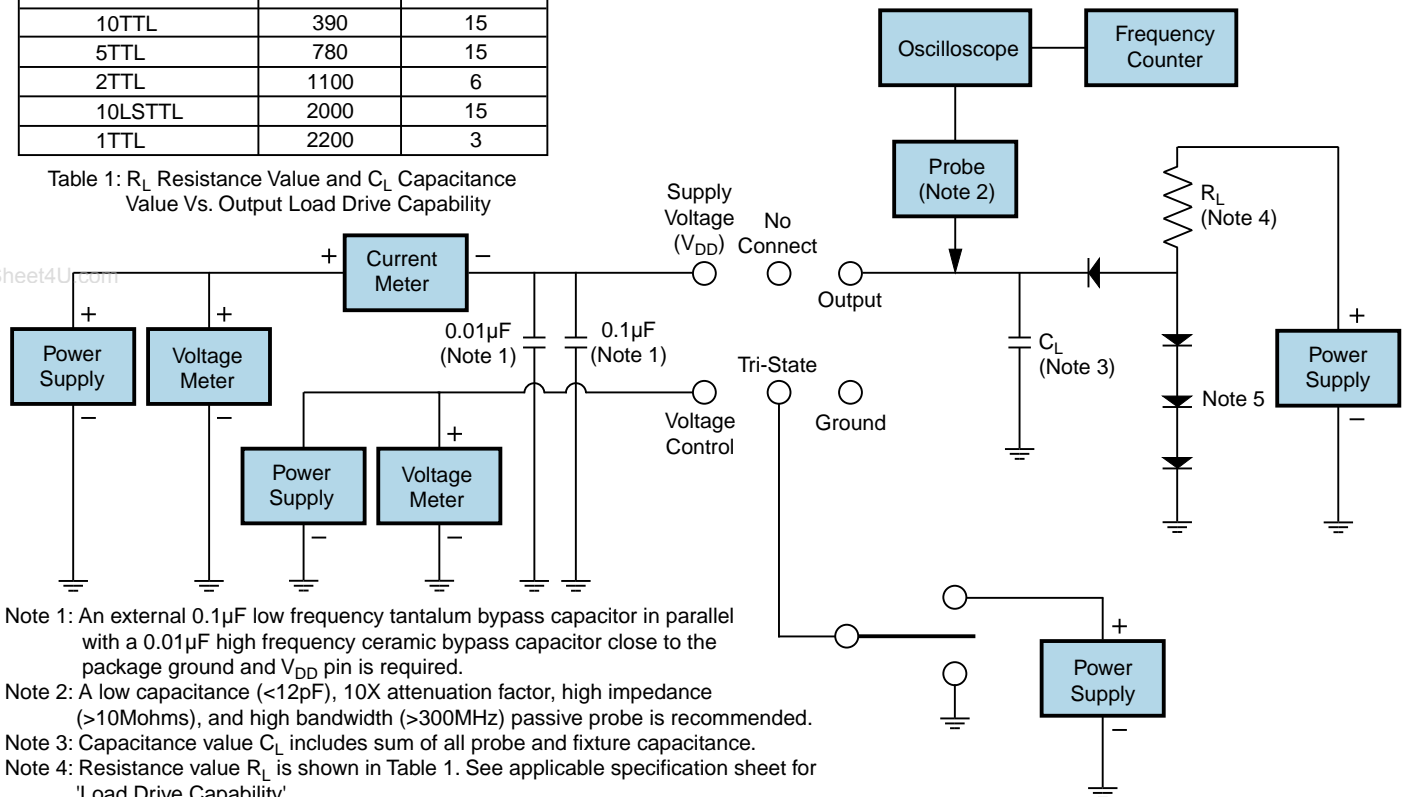 10TTL 390 15
5TTL 780 15
2TTL 1100 6
10LSTTL 2000 15
1TTL 2200 3
Table 1: RL Resistance Value and CL Capacitance
Value Vs. Output Load Drive Capability
Oscilloscope
Frequency
Counter
Probe
(Note 2)
Supply
Voltage
(VDD)
No
Connect
Output
RL
(Note 4)
+
Current
Meter
−
0.01µF
(Note 1)
0.1µF
(Note 1)
CL
(Note 3)
Note 5
+
Power
Supply
−
+
Power
Supply
−
+
Voltage
Meter
−
Tri-State
Voltage
Control
Ground
Power
Supply
−
+
Voltage
Meter
−
+
Power
Supply
−
Note 1: An external 0.1µF low frequency tantalum bypass capacitor in parallel
with a 0.01µF high frequency ceramic bypass capacitor close to the
package ground and VDD pin is required.
Note 2: A low capacitance (<12pF), 10X attenuation factor, high impedance
(>10Mohms), and high bandwidth (>300MHz) passive probe is recommended.
Note 3: Capacitance value CL includes sum of all probe and fixture capacitance.
Note 4: Resistance value RL is shown in Table 1. See applicable specification sheet for
'Load Drive Capability'
heet4U.com